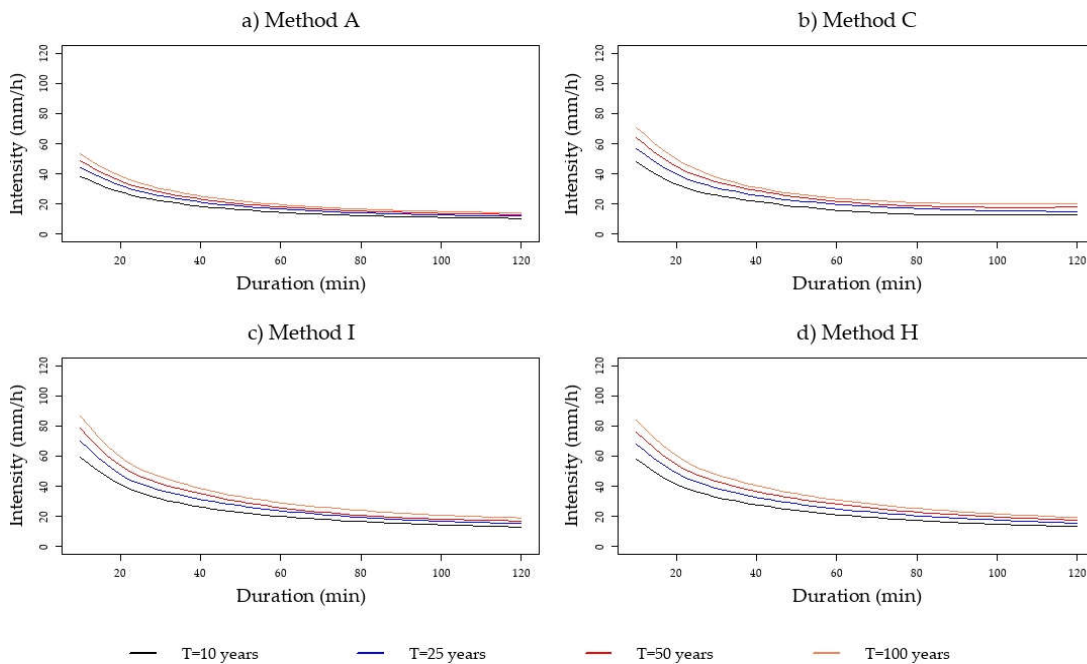 a) Method A
Intensity (mm/h)
0 20 40 60 80 100 120
20 40 60 80 100 120
Duration (min)
b) Method C
Intensity (mm/h)
0 20 40 60 80 100 120
20 40 60 80 100 120
Duration (min)
c) Method I
Intensity (mm/h)
0 20 40 60 80 100 120
20 40 60 80 100 120
Duration (min)
d) Method H
Intensity (mm/h)
0 20 40 60 80 100 120
20 40 60 80 100 120
Duration (min)
T=10 years T=25 years T=50 years T=100 years